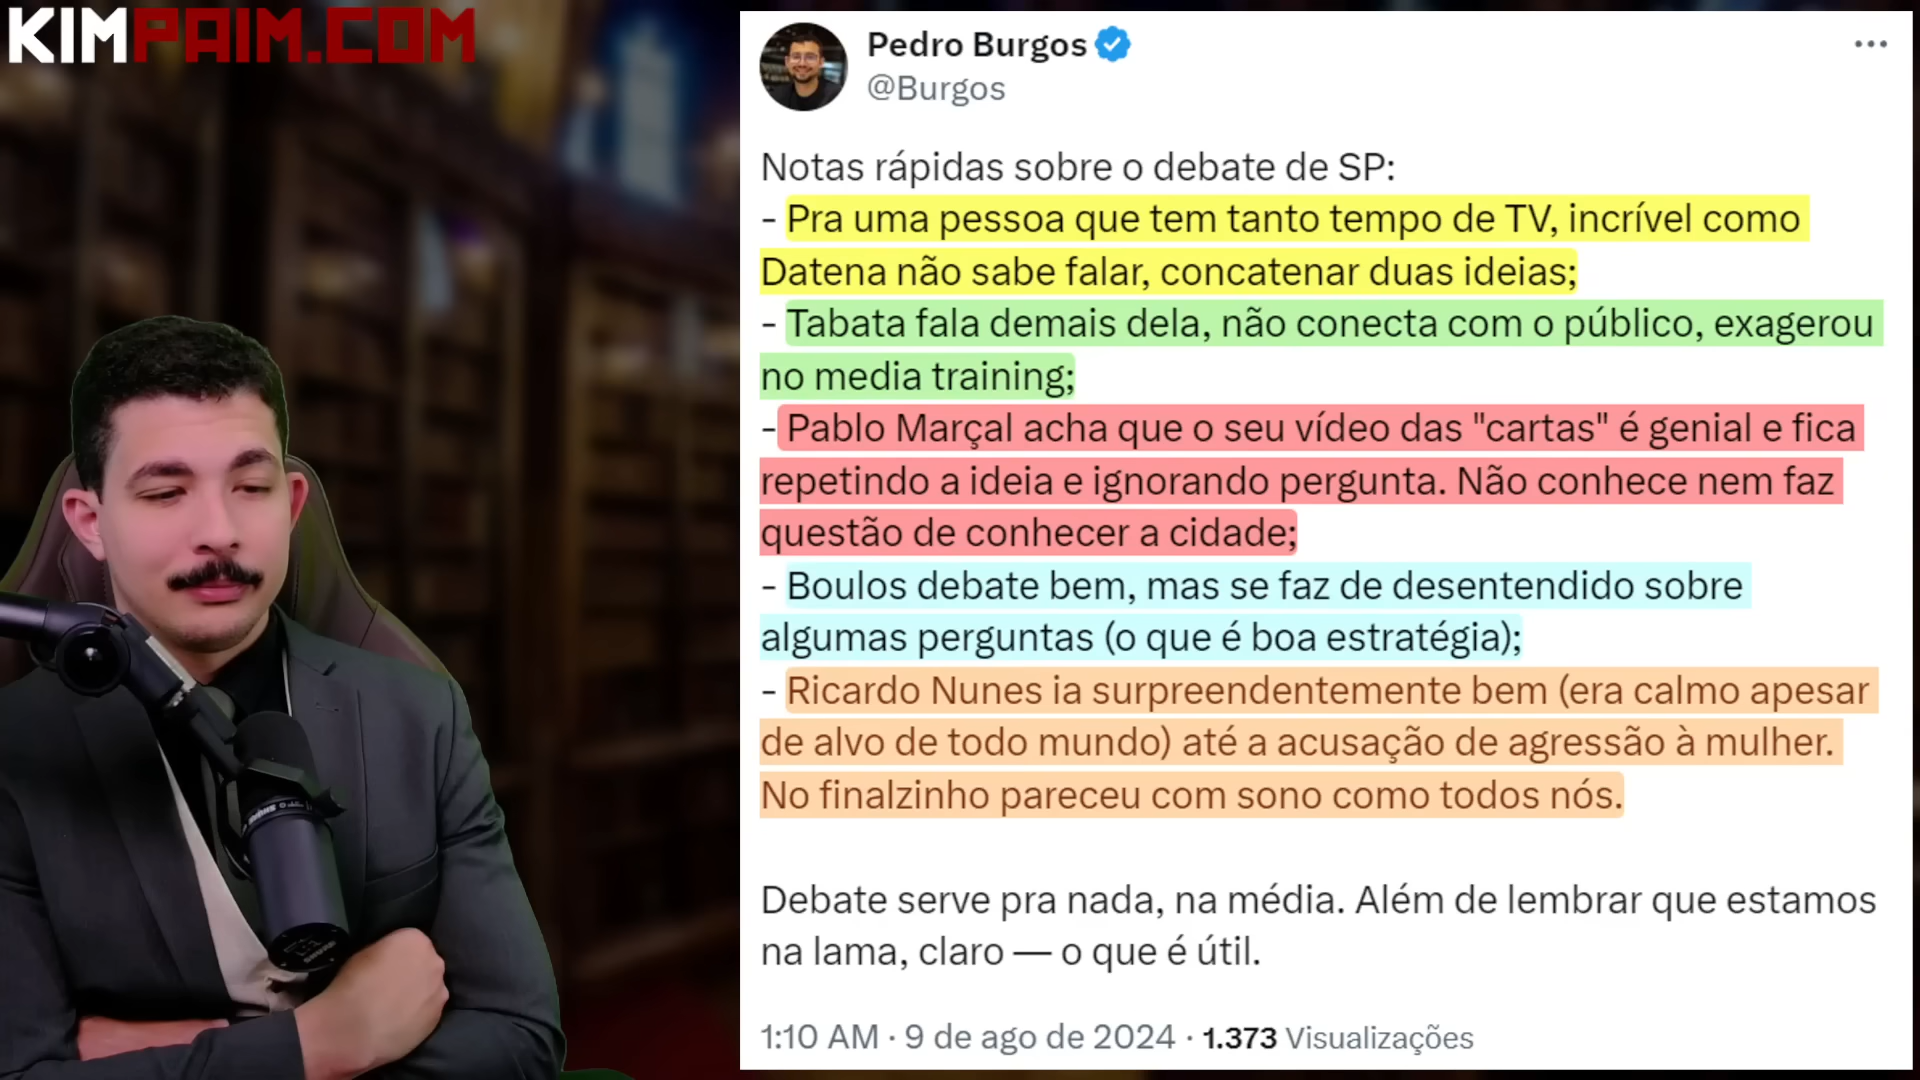 KIMPAIM.COM
Pedro Burgos
@Burgos
Notas rápidas sobre o debate de SP:
- Pra uma pessoa que tem tanto tempo de TV, incrível como
Datena não sabe falar, concatenar duas ideias;
- Tabata fala demais dela, não conecta com o público, exagerou
no media training;
- Pablo Marçal acha que o seu vídeo das "cartas" é genial e fica
repetindo a ideia e ignorando pergunta. Não conhece nem faz
questão de conhecer a cidade;
- Boulos debate bem, mas se faz de desentendido sobre
algumas perguntas (o que é boa estratégia);
- Ricardo Nunes ia surpreendentemente bem (era calmo apesar
de alvo de todo mundo) até a acusação de agressão à mulher.
No finalzinho pareceu com sono como todos nós.
Debate serve pra nada, na média. Além de lembrar que estamos
na lama, claro — o que é útil.
1:10 AM · 9 de ago de 2024 · 1.373 Visualizações